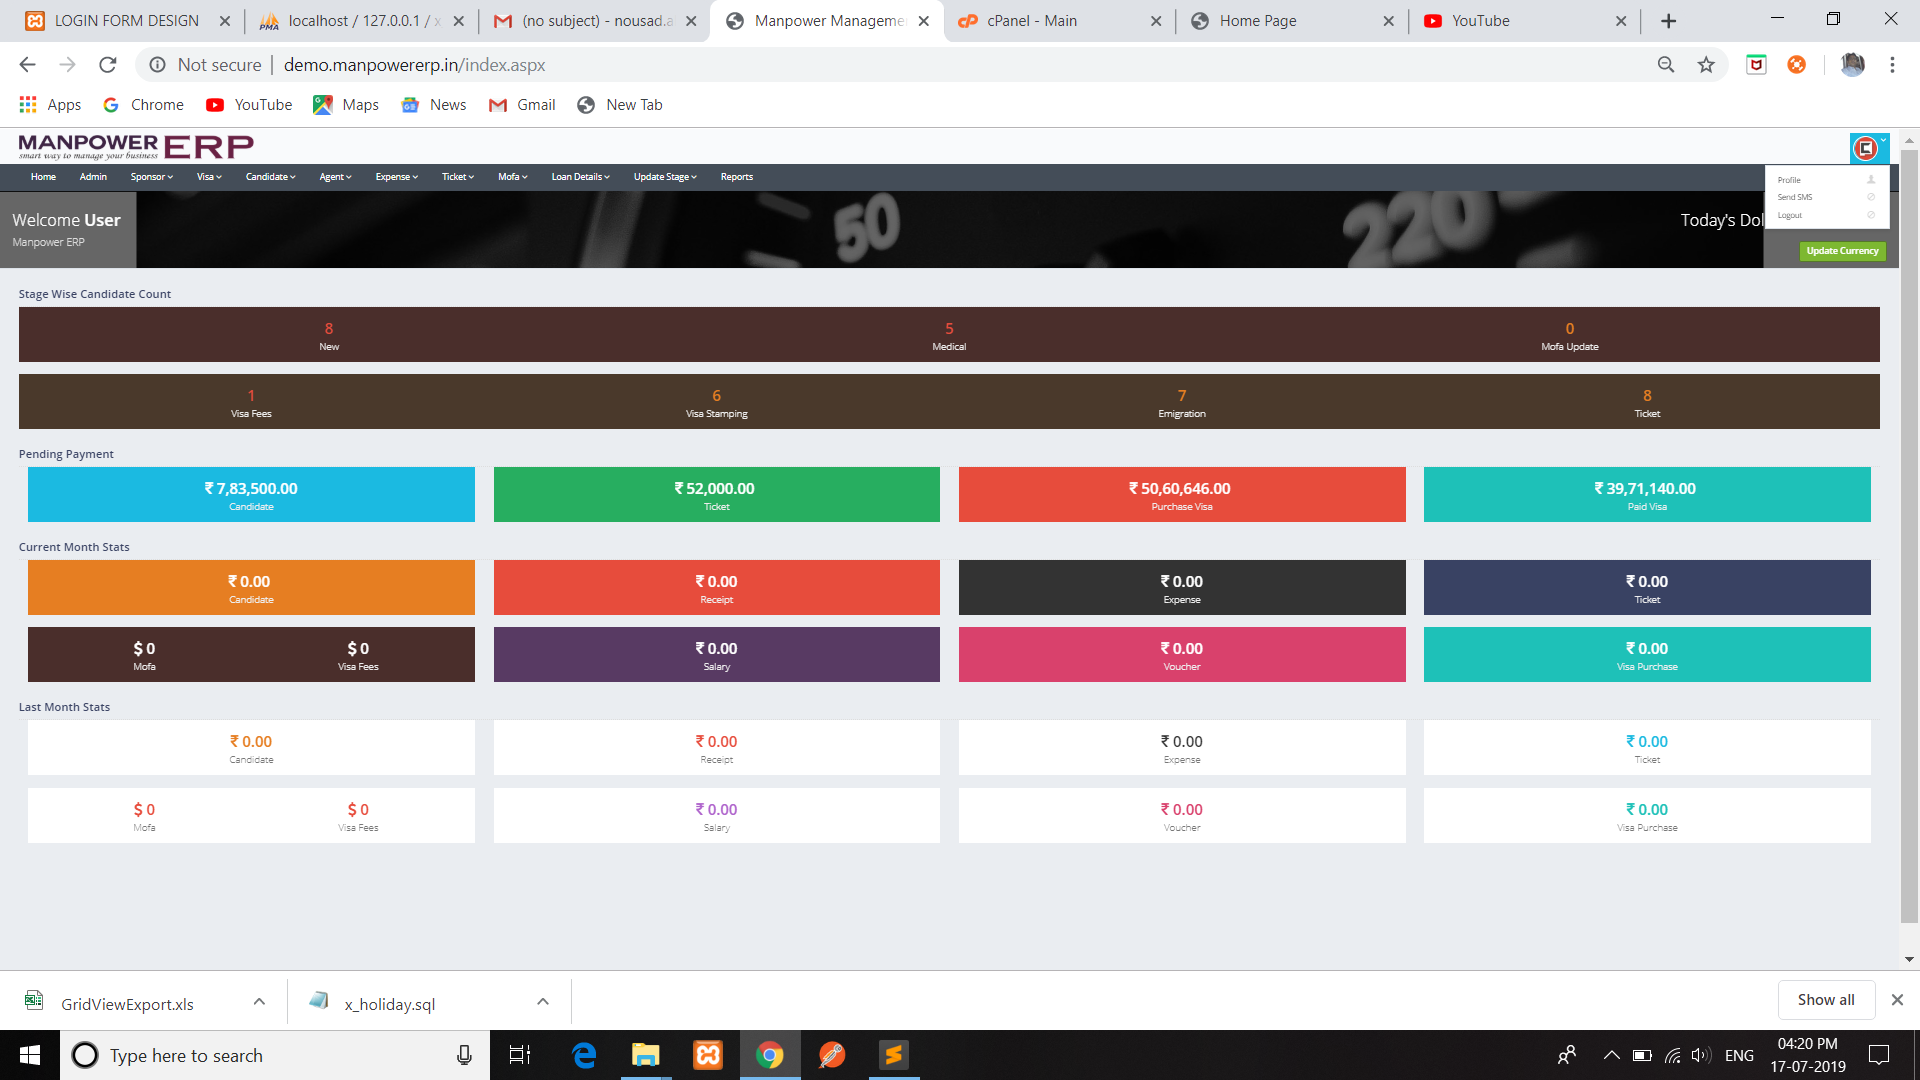 LOGIN FORM DESIGN
localhost / 127.0.0.1 / x
(no subject) - nousad.a
Manpower Manageme
cPanel - Main
Home Page
YouTube
Not secure | demo.manpowererp.in/index.aspx
Apps Chrome YouTube Maps News Gmail New Tab
MANPOWER ERP
smart way to manage your business
Home Admin Sponsor Visa Candidate Agent Expense Ticket Mofa Loan Details Update Stage Reports
Profile
Send SMS
Logout
Welcome User
Manpower ERP
50
220
Today's Dol
Update Currency
Stage Wise Candidate Count
8 5 0
New Medical Mofa Update
1 6 7 8
Visa Fees Visa Stamping Emigration Ticket
Pending Payment
₹ 7,83,500.00 ₹ 52,000.00 ₹ 50,60,646.00 ₹ 39,71,140.00
Candidate Ticket Purchase Visa Paid Visa
Current Month Stats
₹ 0.00 ₹ 0.00 ₹ 0.00 ₹ 0.00
Candidate Receipt Expense Ticket
$ 0 $ 0 ₹ 0.00 ₹ 0.00 ₹ 0.00
Mofa Visa Fees Salary Voucher Visa Purchase
Last Month Stats
₹ 0.00 ₹ 0.00 ₹ 0.00 ₹ 0.00
Candidate Receipt Expense Ticket
$ 0 $ 0 ₹ 0.00 ₹ 0.00 ₹ 0.00
Mofa Visa Fees Salary Voucher Visa Purchase
GridViewExport.xls
x_holiday.sql
Show all
Type here to search
ENG
04:20 PM
17-07-2019